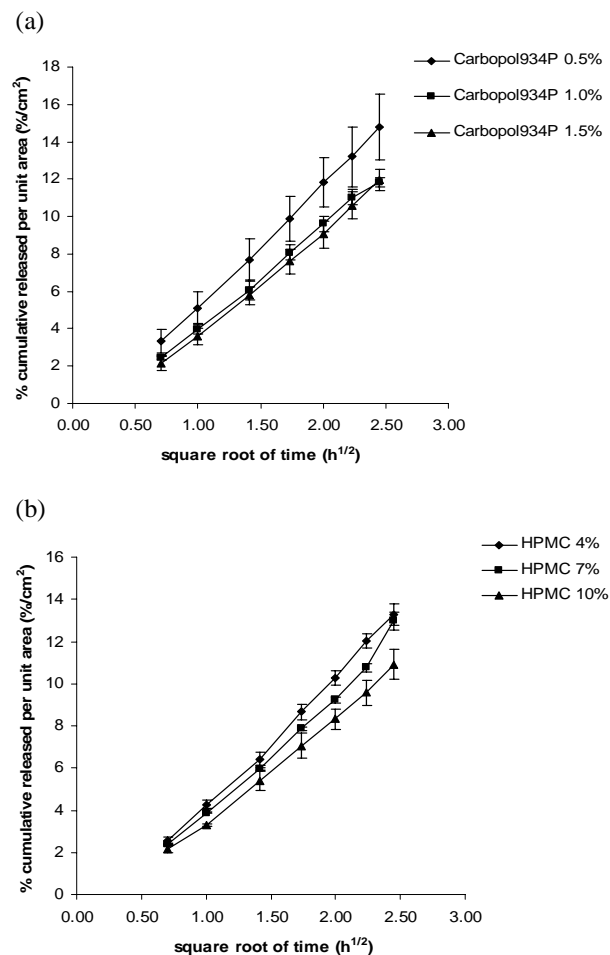 (a)
% cumulative released per unit area (%/cm²)
18
16
14
12
10
8
6
4
2
0
0.00 0.50 1.00 1.50 2.00 2.50 3.00
square root of time (h^1/2)
Carbopol934P 0.5%
Carbopol934P 1.0%
Carbopol934P 1.5%
(b)
% cumulative released per unit area (%/cm²)
16
14
12
10
8
6
4
2
0
0.00 0.50 1.00 1.50 2.00 2.50 3.00
square root of time (h^1/2)
HPMC 4%
HPMC 7%
HPMC 10%